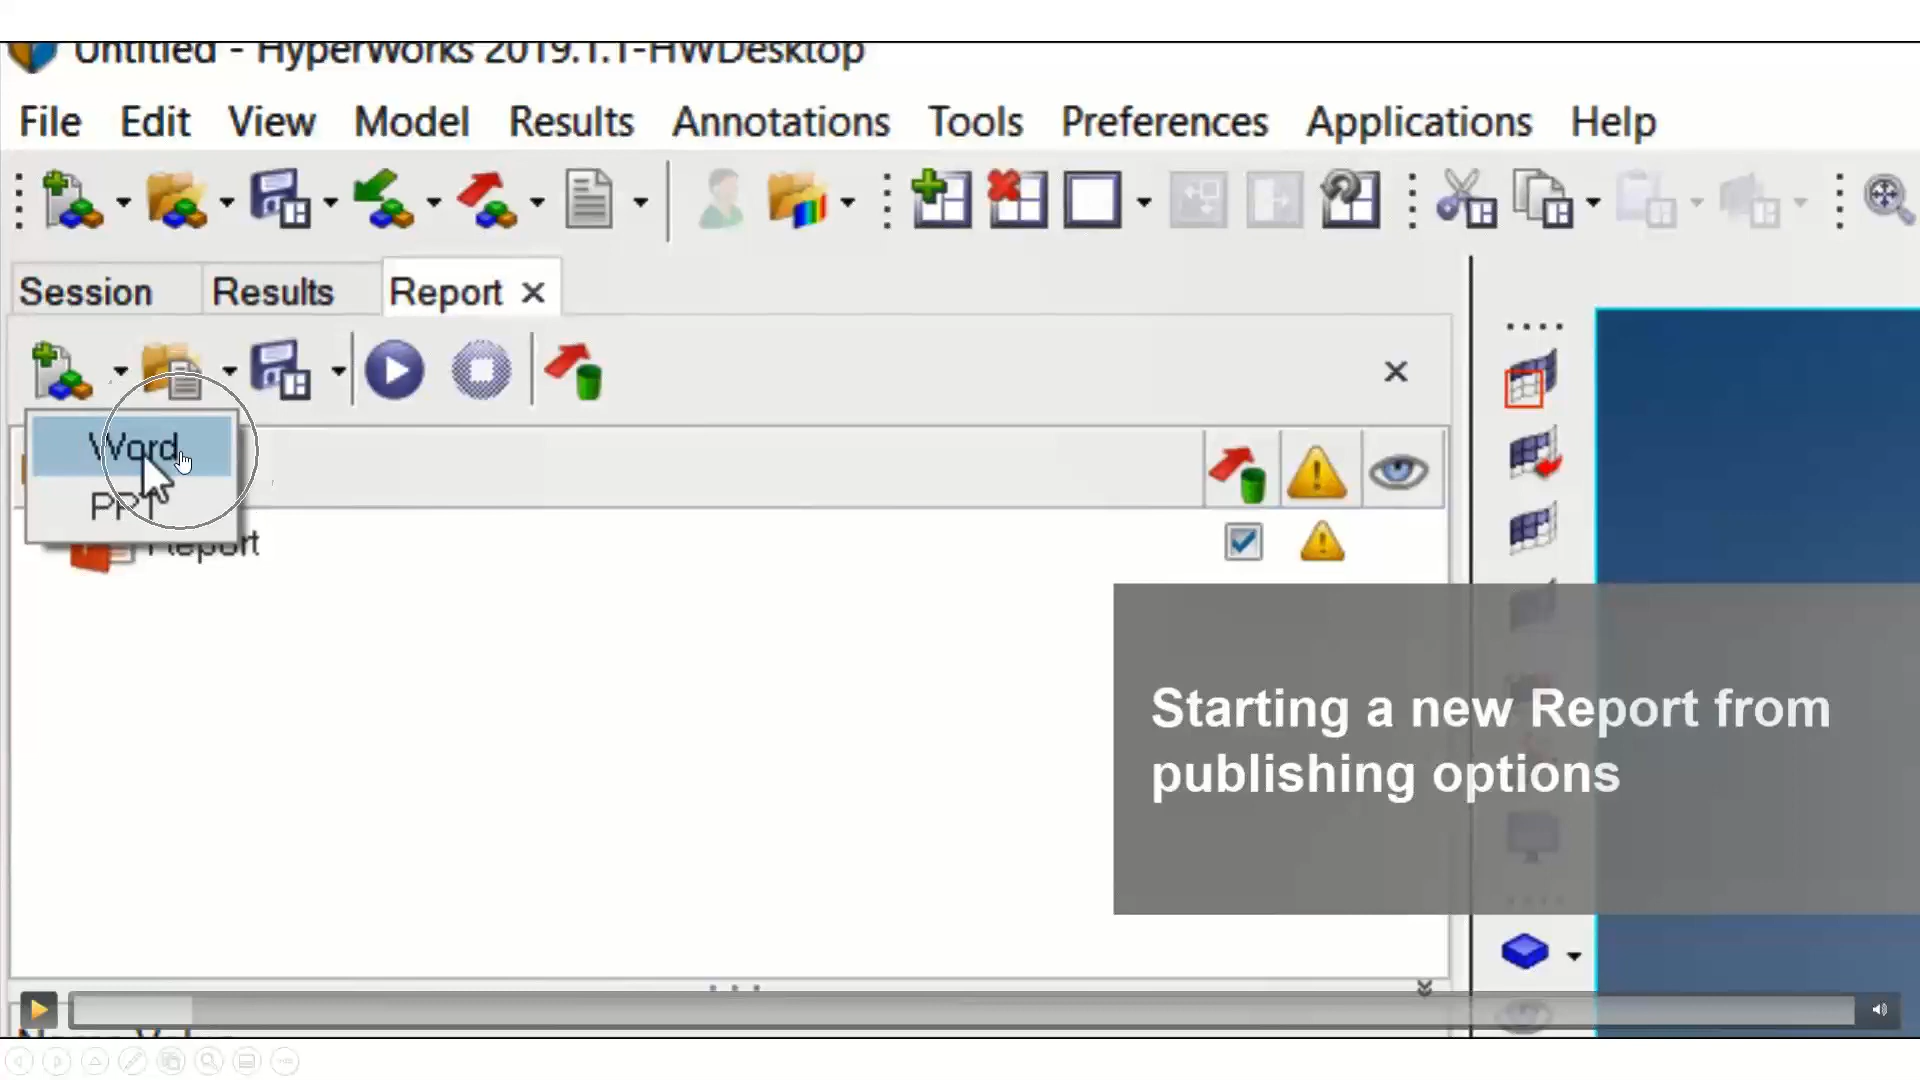 Untitled - HyperWorks 2019.1.1-HWDesktop
File Edit View Model Results Annotations Tools Preferences Applications Help
Session Results Report
Word
PPT
Report
Starting a new Report from
publishing options